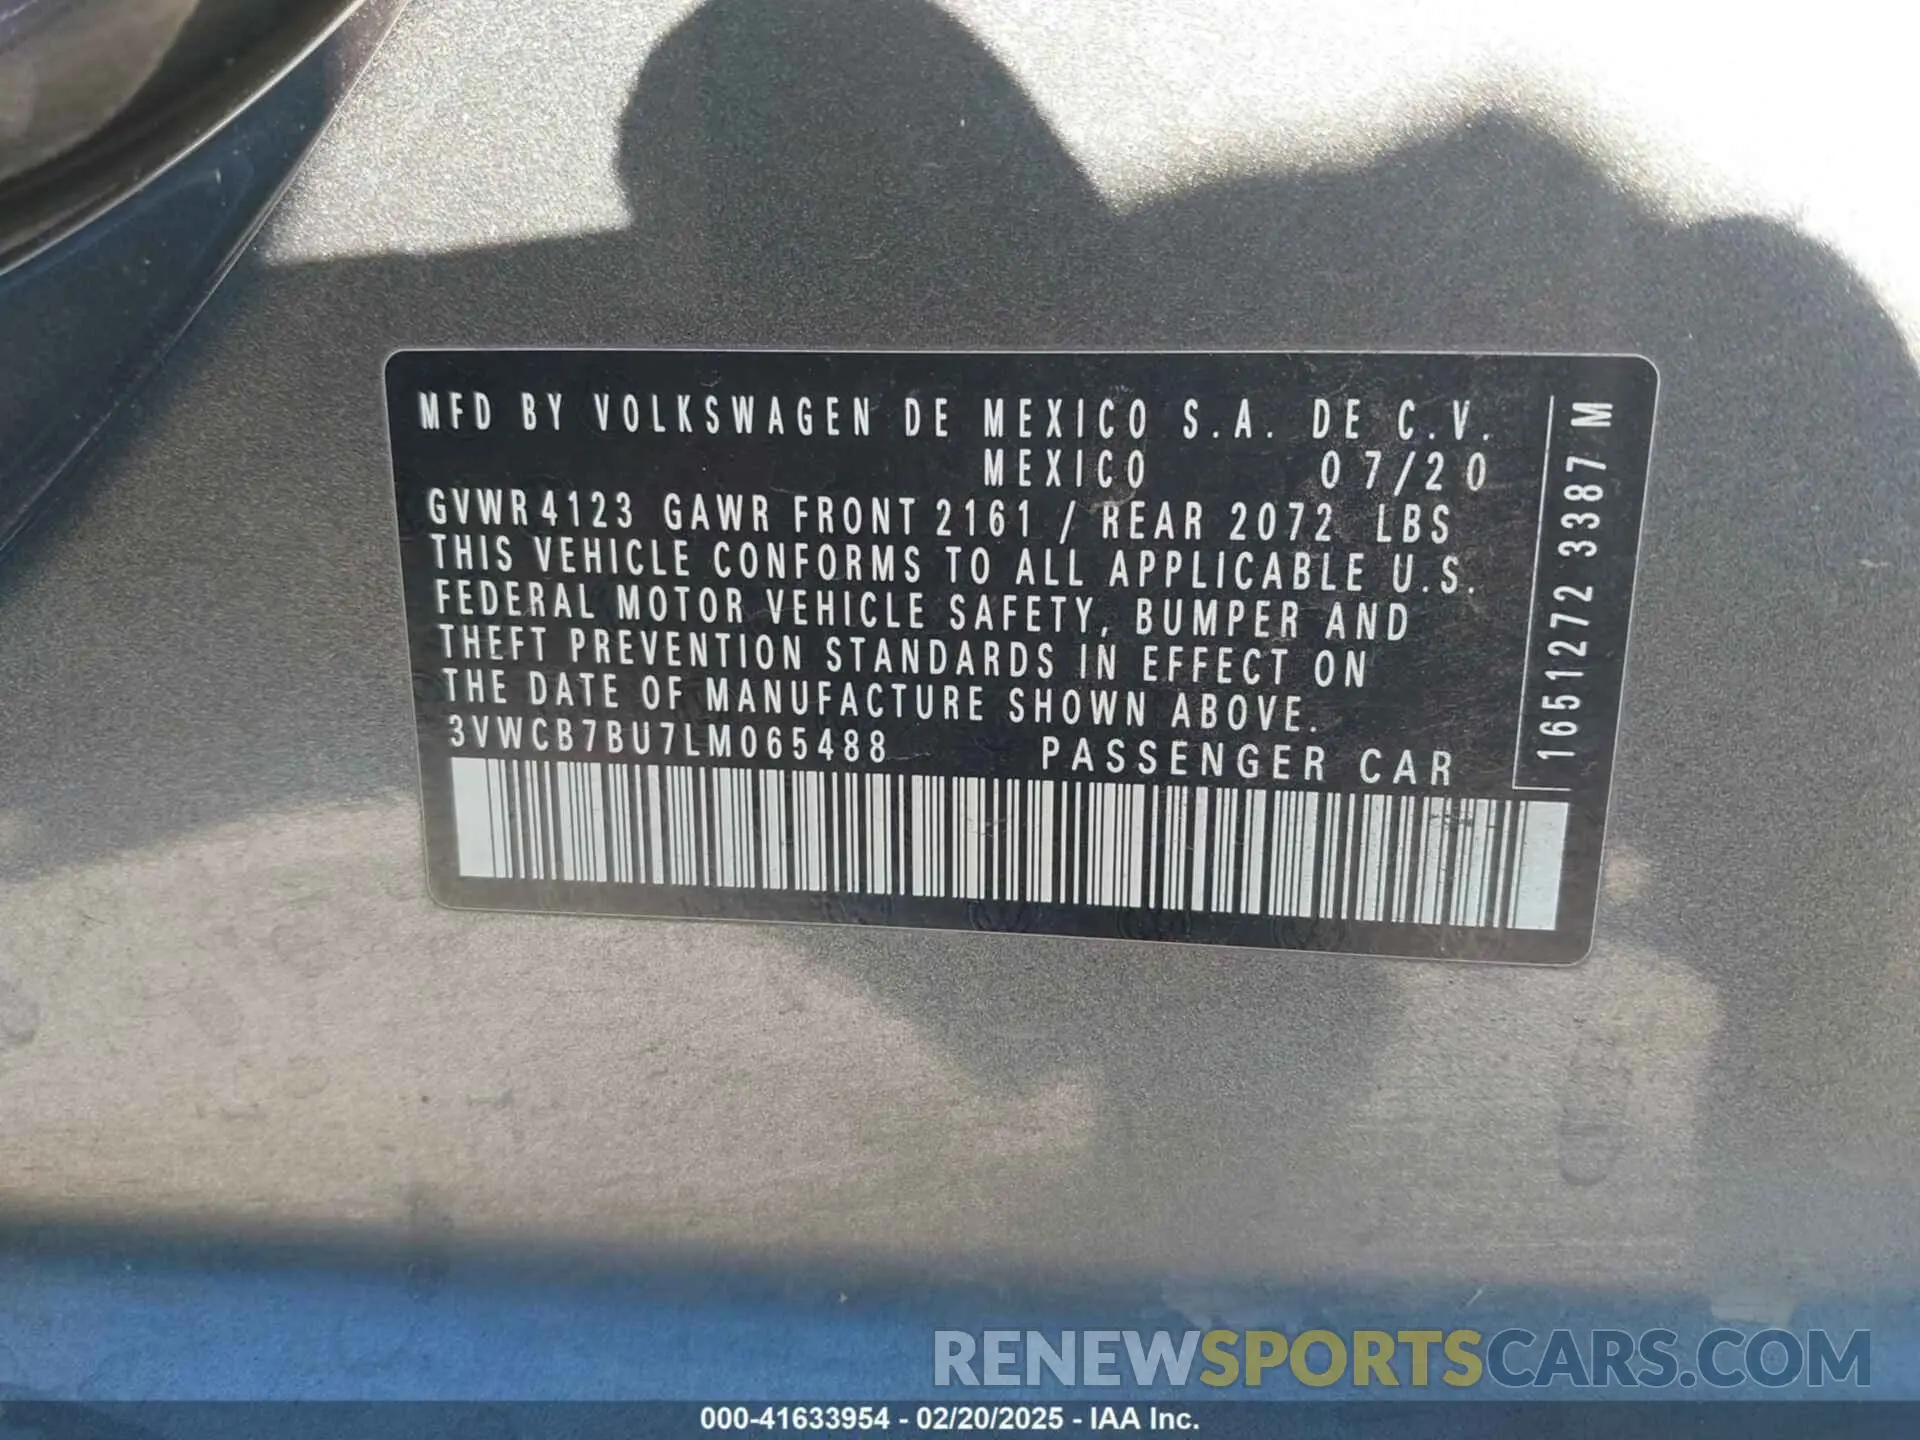 MFD BY VOLKSWAGEN DE MEXICO S.A. DE C.V.
MEXICO 07/20
GVWR 4123 GAWR FRONT 2161 / REAR 2072 LBS
THIS VEHICLE CONFORMS TO ALL APPLICABLE U.S.
FEDERAL MOTOR VEHICLE SAFETY, BUMPER AND
THEFT PREVENTION STANDARDS IN EFFECT ON
THE DATE OF MANUFACTURE SHOWN ABOVE.
3VWCB7BU7LM065488 PASSENGER CAR
1651272 3387 M
RENEWSPORTSCARS.COM
000-41633954 - 02/20/2025 - IAA Inc.